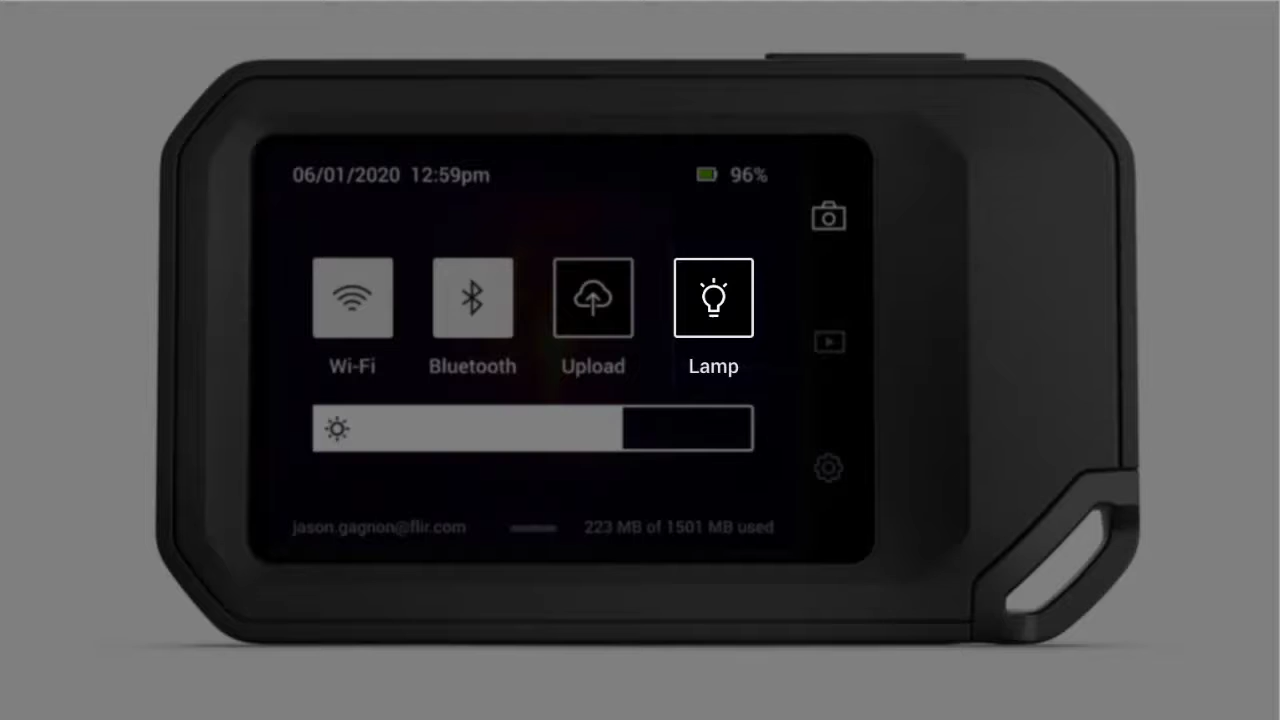 06/01/2020 12:59pm 96%
Wi-Fi Bluetooth Upload Lamp
jason.gagnon@flir.com 223 MB of 1501 MB used